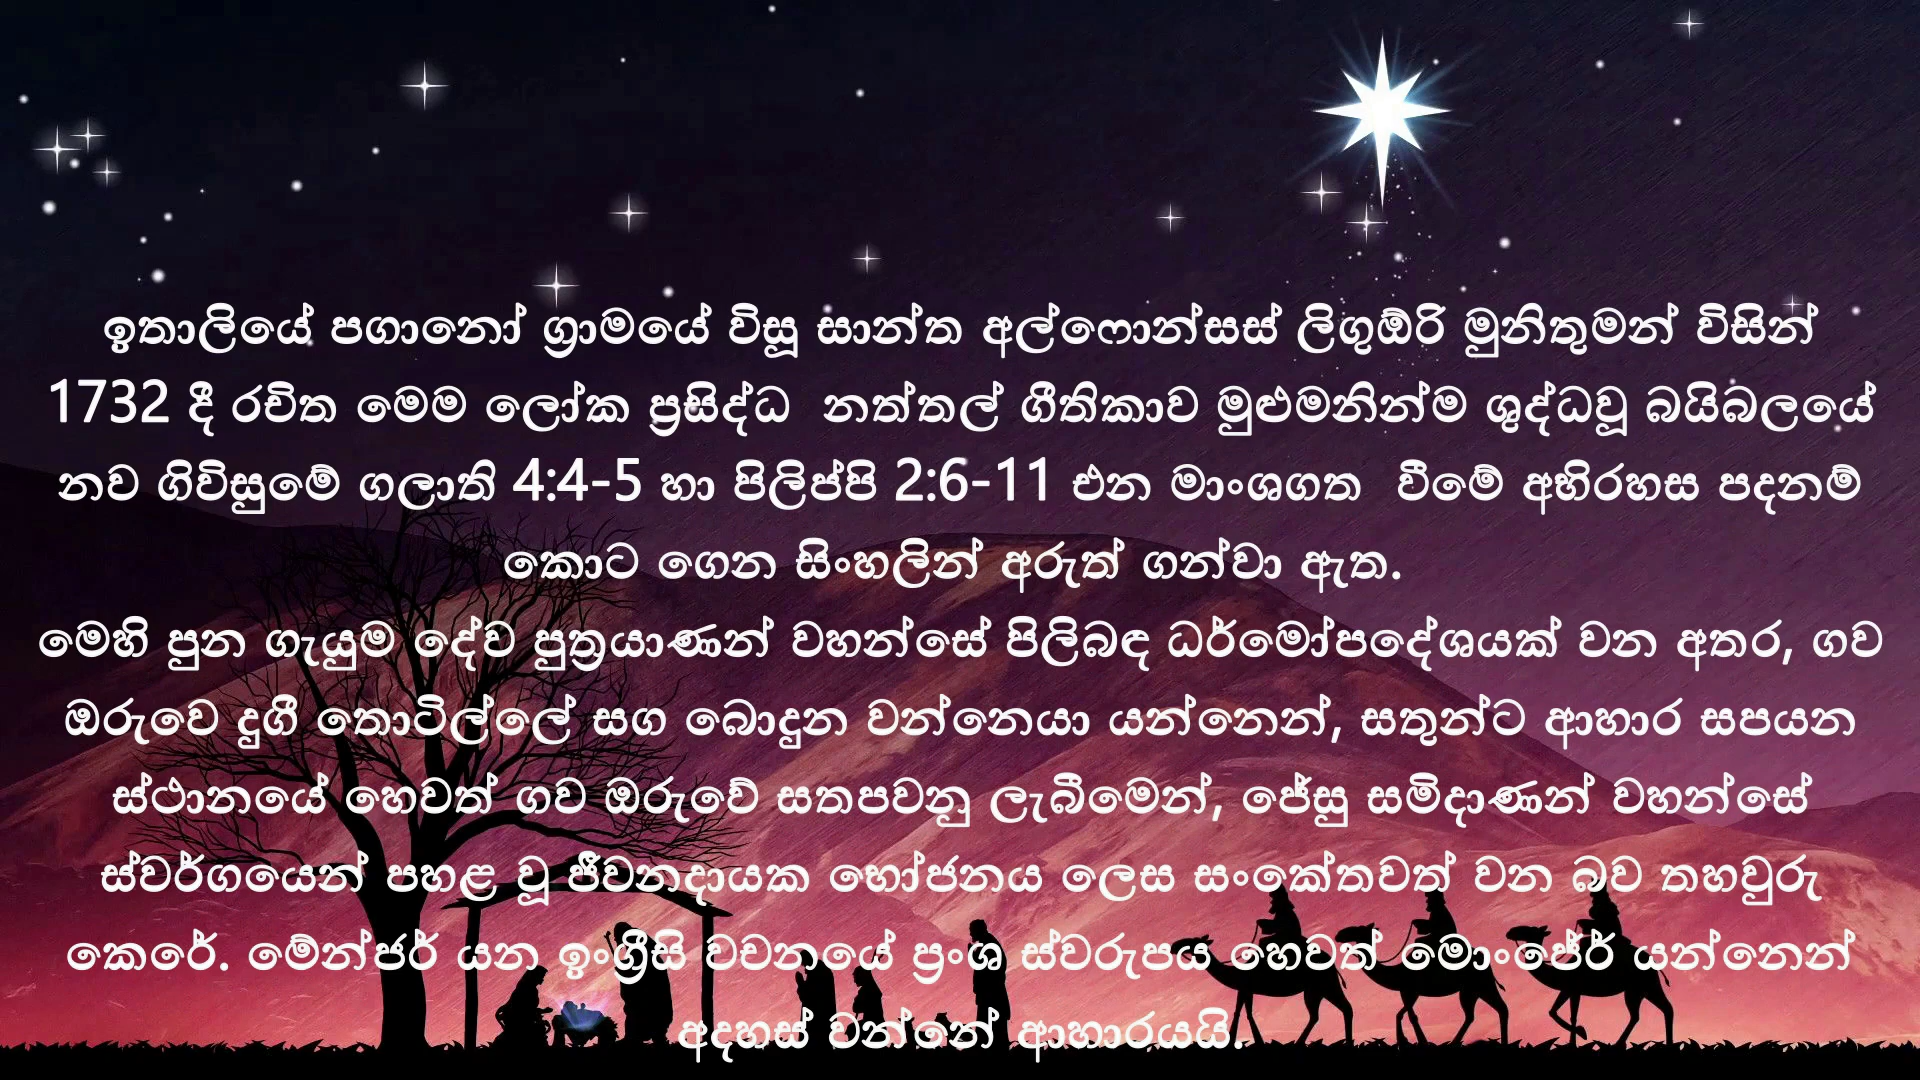 ඉතාලියේ පගානෝ ග්‍රාමයේ විසූ සාන්ත අල්ෆොන්සස් ලිගුඕරි මුනිතුමන් විසින්
1732 දී රචිත මෙම ලෝක ප්‍රසිද්ධ නත්තල් ගීතිකාව මුළුමනින්ම ශුද්ධවූ බයිබලයේ
නව ගිවිසුමේ ගලාති 4:4-5 හා පිලිප්පි 2:6-11 එන මාංශගත වීමේ අභිරහස පදනම්
කොට ගෙන සිංහලින් අරුත් ගන්වා ඇත.
මෙහි පුන ගැයුම දේව පුත්‍රයාණන් වහන්සේ පිලිබඳ ධර්මෝපදේශයක් වන අතර, ගව
ඔරුවෙ දුගී තොටිල්ලේ සග බොදුන වන්නෙයා යන්නෙන්, සතුන්ට ආහාර සපයන
ස්ථානයේ හෙවත් ගව ඔරුවේ සතපවනු ලැබීමෙන්, ජේසු සමිදාණන් වහන්සේ
ස්වර්ගයෙන් පහළ වූ ජීවනදායක භෝජනය ලෙස සංකේතවත් වන බව තහවුරු
කෙරේ. මේන්ජර් යන ඉංග්‍රීසි වචනයේ ප්‍රංශ ස්වරුපය හෙවත් මොංජේර් යන්නෙන්
අදහස් වන්නේ ආහාරයයි.